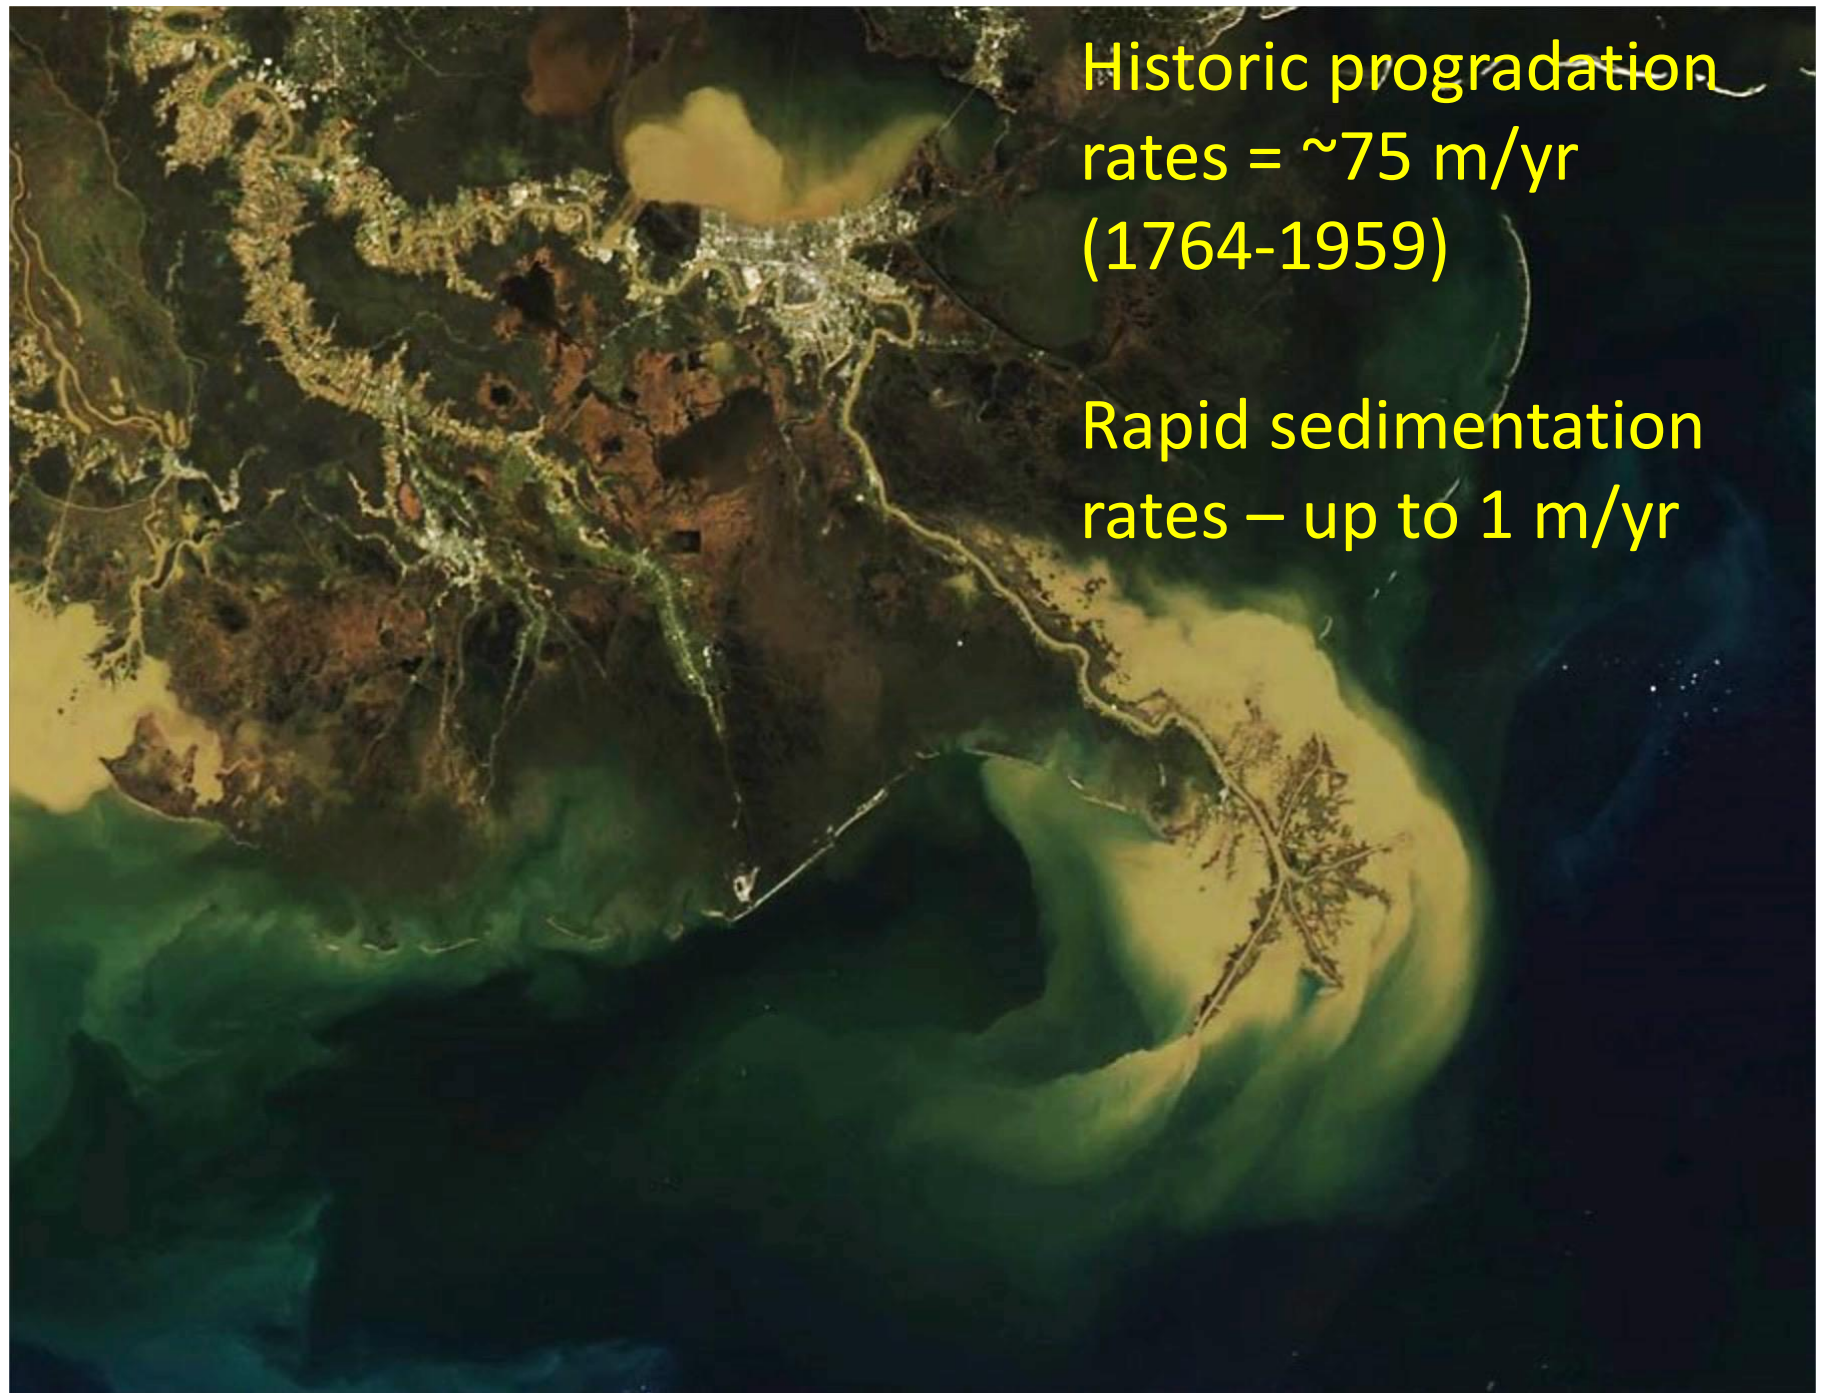 Historic progradation
rates = ~75 m/yr
(1764-1959)
Rapid sedimentation
rates – up to 1 m/yr